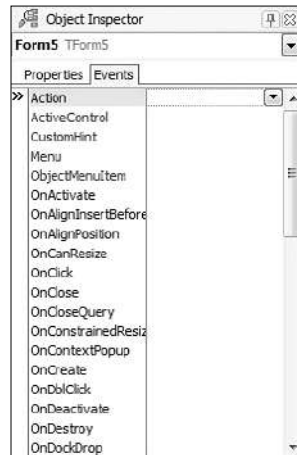 Object Inspector
Form5 TForm5
Properties Events
Action
ActiveControl
CustomHint
Menu
ObjectMenuItem
OnActivate
OnAlignInsertBefore
OnAlignPosition
OnCanResize
OnClick
OnClose
OnCloseQuery
OnConstrainedResiz
OnContextPopup
OnCreate
OnDblClick
OnDeactivate
OnDestroy
OnDockDrop